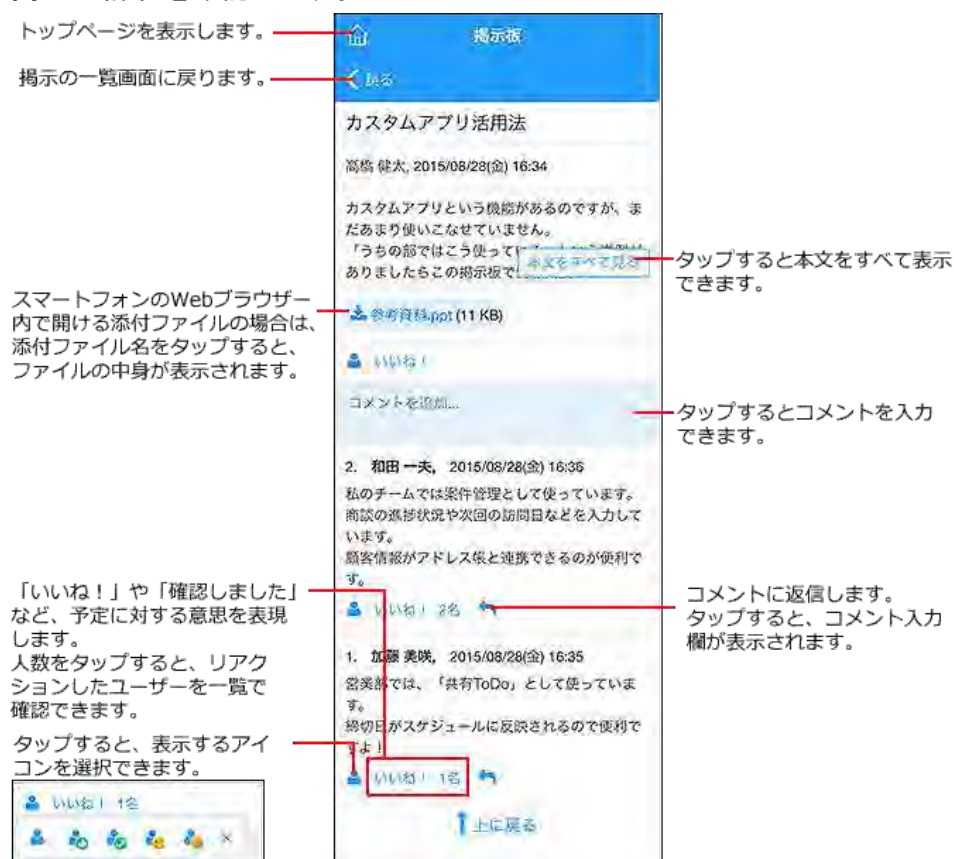 トップページを表示します。
掲示の一覧画面に戻ります。
スマートフォンのWebブラウザー
内で開ける添付ファイルの場合は、
添付ファイル名をタップすると、
ファイルの中身が表示されます。
「いいね！」や「確認しました」
など、予定に対する意思を表現
します。
人数をタップすると、リアク
ションしたユーザーを一覧で
確認できます。
タップすると、表示するアイ
コンを選択できます。
いいね！ 1名
掲示板
戻る
カスタムアプリ活用法
高橋 健太, 2015/08/28(金) 16:34
カスタムアプリという機能があるのですが、ま
だあまり使いこなせていません。
「うちの部ではこう使って
本文をすべて見る
ありましたらこの掲示板で
参考資料.ppt (11 KB)
いいね！
コメントを追加...
2. 和田 一夫, 2015/08/28(金) 16:36
私のチームでは案件管理として使っています。
商談の進捗状況や次回の訪問日などを入力して
います。
顧客情報がアドレス帳と連携できるのが便利で
す。
いいね！ 2名
1. 加藤 美咲, 2015/08/28(金) 16:35
営業部では、「共有ToDo」として使っていま
す。
締切日がスケジュールに反映されるので便利で
すよ！
いいね！ 1名
上に戻る
タップすると本文をすべて表示
できます。
タップするとコメントを入力
できます。
コメントに返信します。
タップすると、コメント入力
欄が表示されます。